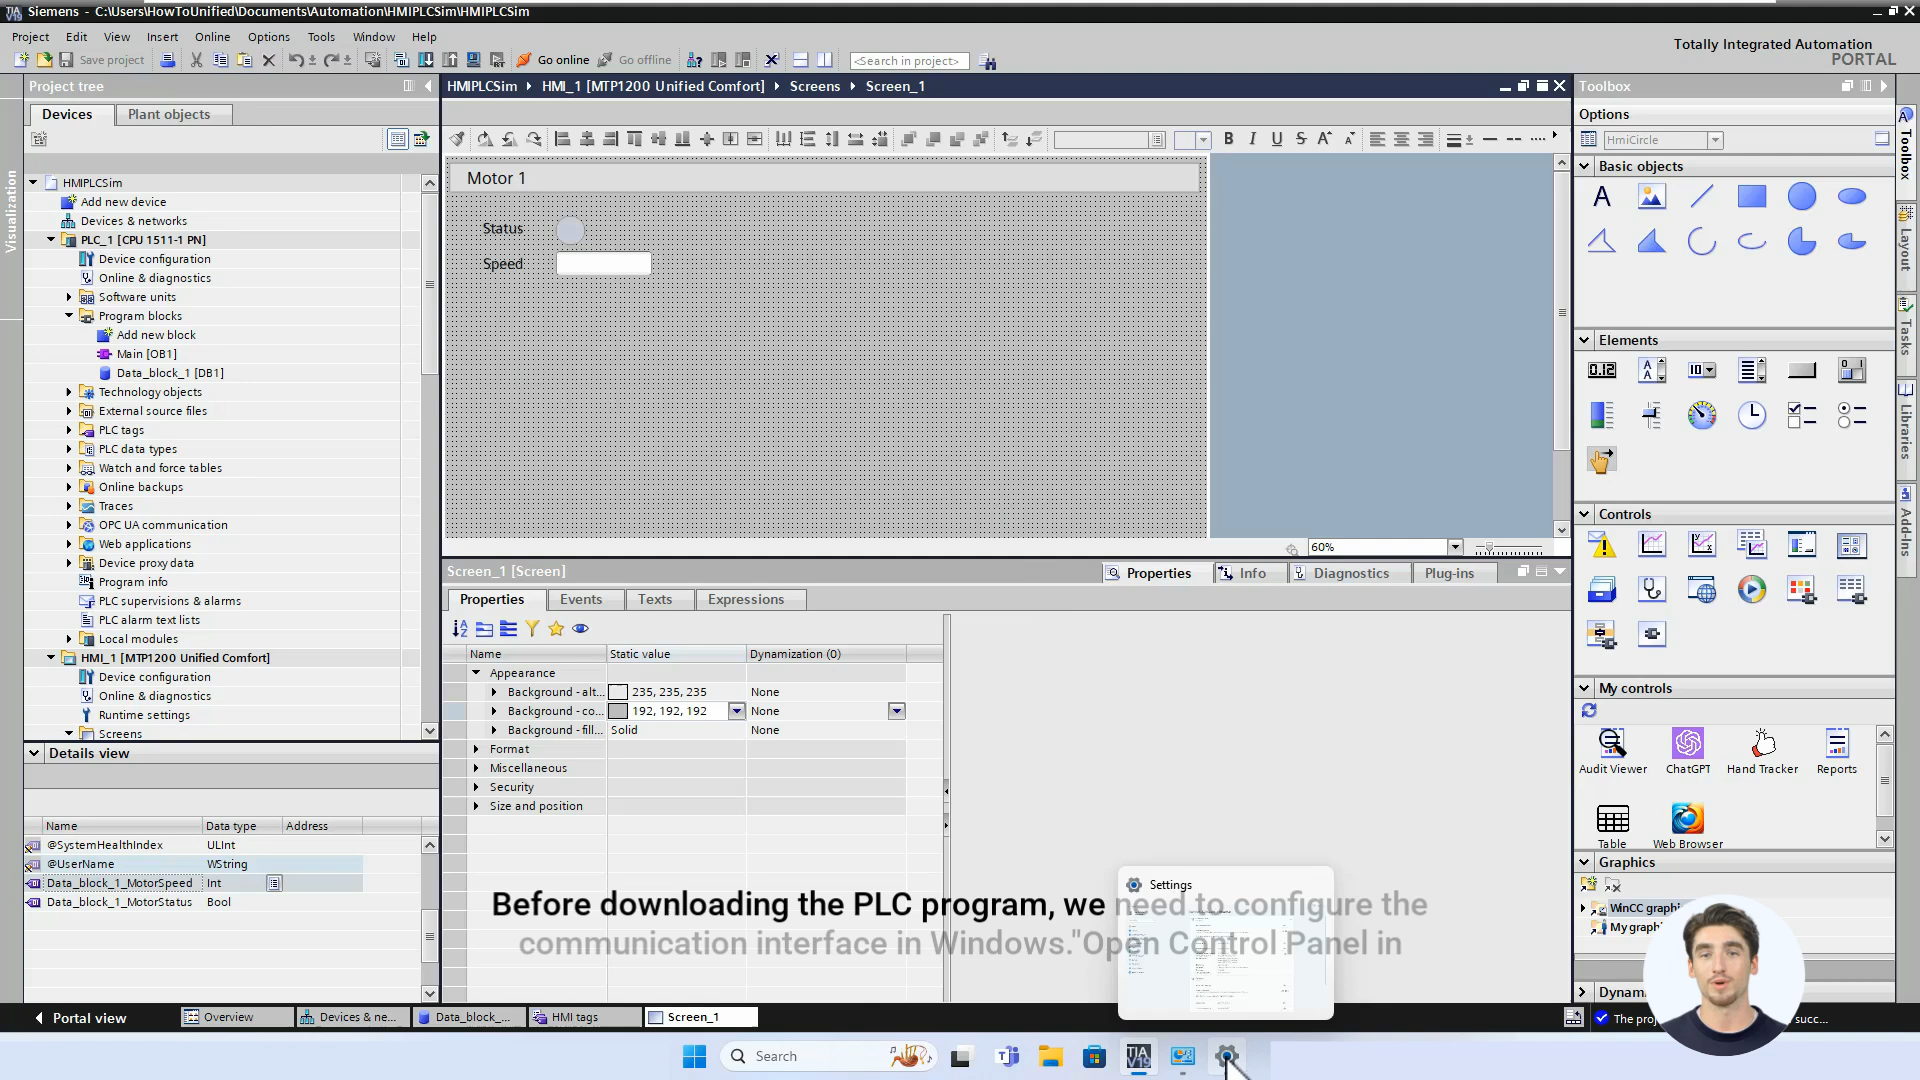 Siemens - C:\Users\HowToUnified\Documents\Automation\HMIPLCSim\HMIPLCSim
Project Edit View Insert Online Options Tools Window Help
Totally Integrated Automation
PORTAL
Save project
Go online
Go offline
<Search in project>
Project tree
HMIPLCSim
HMI_1 [MTP1200 Unified Comfort]
Screens
Screen_1
Toolbox
Devices
Plant objects
Options
HmiCircle
Visualization
HMIPLCSim
Add new device
Devices & networks
PLC_1 [CPU 1511-1 PN]
Device configuration
Online & diagnostics
Software units
Program blocks
Add new block
Main [OB1]
Data_block_1 [DB1]
Technology objects
External source files
PLC tags
PLC data types
Watch and force tables
Online backups
Traces
OPC UA communication
Web applications
Device proxy data
Program info
PLC supervisions & alarms
PLC alarm text lists
Local modules
HMI_1 [MTP1200 Unified Comfort]
Device configuration
Online & diagnostics
Runtime settings
Screens
Motor 1
Status
Speed
60%
Screen_1 [Screen]
Properties
Info
Diagnostics
Plug-ins
Properties
Events
Texts
Expressions
Name Static value Dynamization (0)
Appearance
Background - alt... 235, 235, 235 None
Background - co... 192, 192, 192 None
Background - fill... Solid None
Format
Miscellaneous
Security
Size and position
Basic objects
Elements
Controls
My controls
Audit Viewer
ChatGPT
Hand Tracker
Reports
Table
Web Browser
Graphics
WinCC graphi
My graphi
Dynam
Toolbox
Layout
Tasks
Libraries
Add-Ins
Details view
Name Data type Address
@SystemHealthIndex ULInt
@UserName WString
Data_block_1_MotorSpeed Int
Data_block_1_MotorStatus Bool
Settings
Before downloading the PLC program, we need to configure the
communication interface in Windows."Open Control Panel in
Portal view
Overview
Devices & ne...
Data_block_...
HMI tags
Screen_1
The proj
succ...
Search